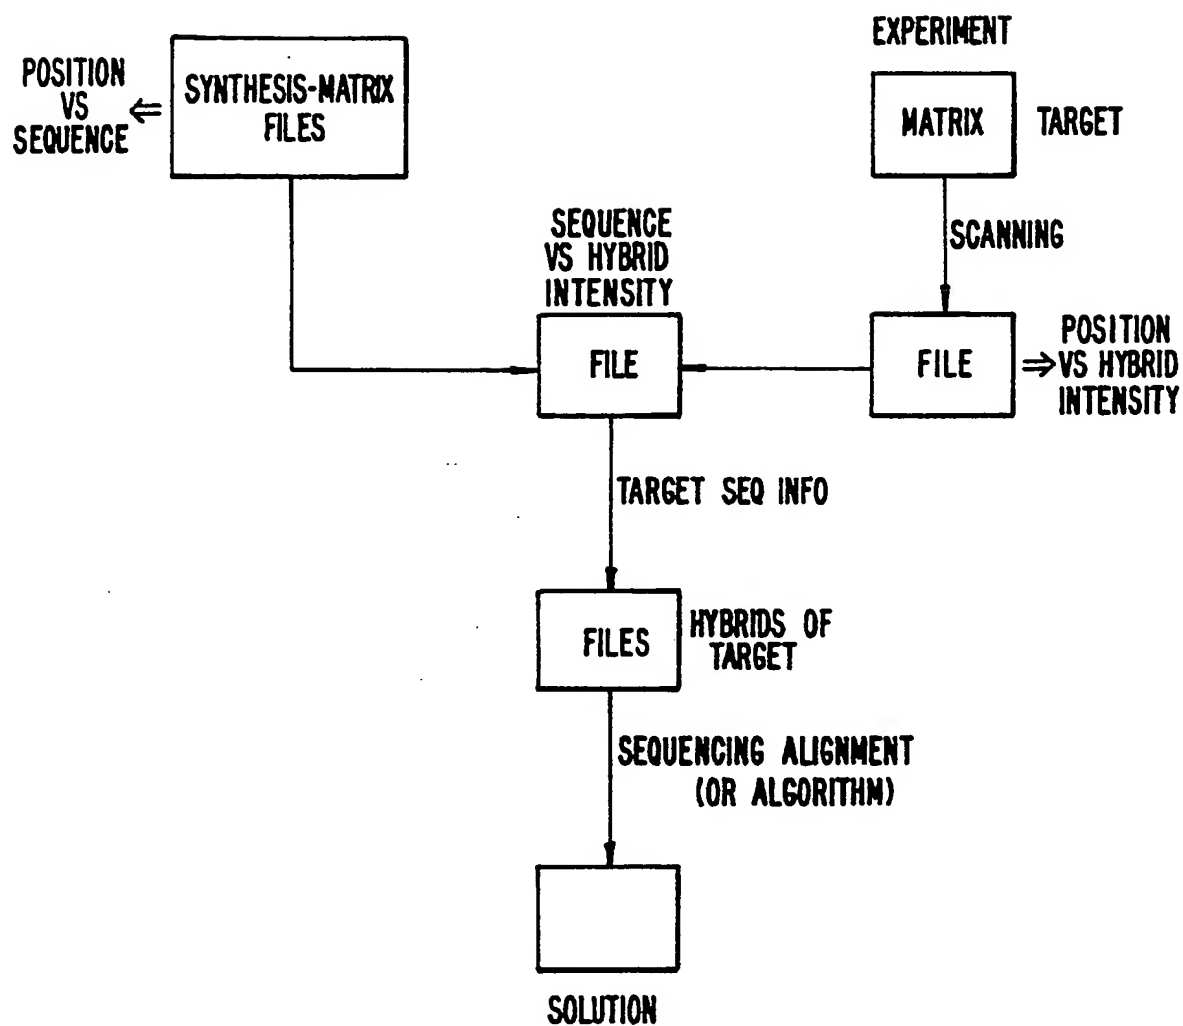 EXPERIMENT
POSITION
VS
SEQUENCE
SYNTHESIS-MATRIX
FILES
MATRIX
TARGET
SCANNING
SEQUENCE
VS HYBRID
INTENSITY
FILE
FILE
POSITION
VS HYBRID
INTENSITY
TARGET SEQ INFO
FILES
HYBRIDS OF
TARGET
SEQUENCING ALIGNMENT
(OR ALGORITHM)
SOLUTION